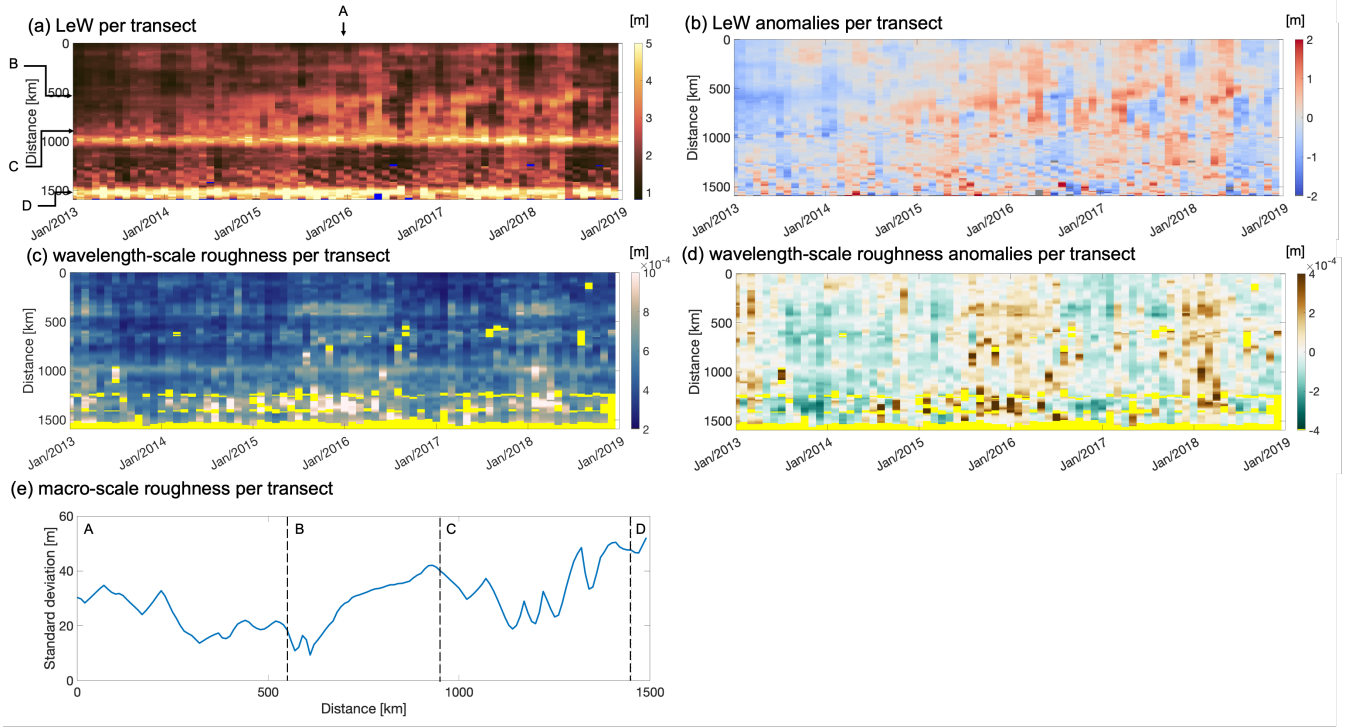 A
(a) LeW per transect
[m]
B
C
D
Distance [km]
0
500
1000
1500
Jan/2013
Jan/2014
Jan/2015
Jan/2016
Jan/2017
Jan/2018
Jan/2019
5
4
3
2
1
(b) LeW anomalies per transect
[m]
Distance [km]
0
500
1000
1500
Jan/2013
Jan/2014
Jan/2015
Jan/2016
Jan/2017
Jan/2018
Jan/2019
2
1
0
-1
-2
(c) wavelength-scale roughness per transect
[m]
×10⁻⁴
Distance [km]
0
500
1000
1500
Jan/2013
Jan/2014
Jan/2015
Jan/2016
Jan/2017
Jan/2018
Jan/2019
10
8
6
4
2
(d) wavelength-scale roughness anomalies per transect
[m]
×10⁻⁴
Distance [km]
0
500
1000
1500
Jan/2013
Jan/2014
Jan/2015
Jan/2016
Jan/2017
Jan/2018
Jan/2019
4
2
0
-2
-4
(e) macro-scale roughness per transect
Standard deviation [m]
60
40
20
0
A
B
C
D
0
500
1000
1500
Distance [km]